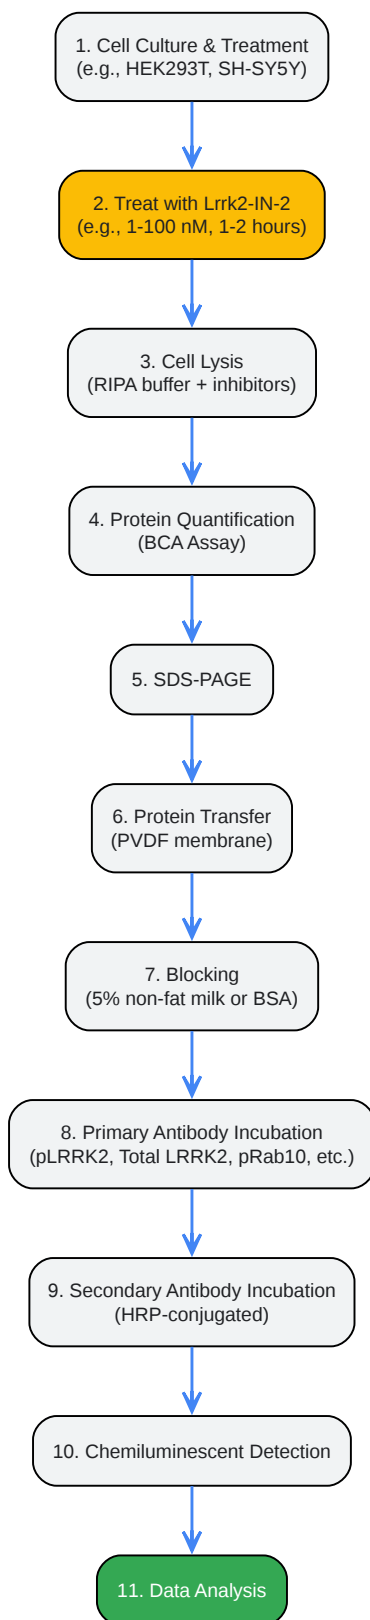 1. Cell Culture & Treatment
(e.g., HEK293T, SH-SY5Y)
2. Treat with Lrrk2-IN-2
(e.g., 1-100 nM, 1-2 hours)
3. Cell Lysis
(RIPA buffer + inhibitors)
4. Protein Quantification
(BCA Assay)
5. SDS-PAGE
6. Protein Transfer
(PVDF membrane)
7. Blocking
(5% non-fat milk or BSA)
8. Primary Antibody Incubation
(pLRRK2, Total LRRK2, pRab10, etc.)
9. Secondary Antibody Incubation
(HRP-conjugated)
10. Chemiluminescent Detection
11. Data Analysis